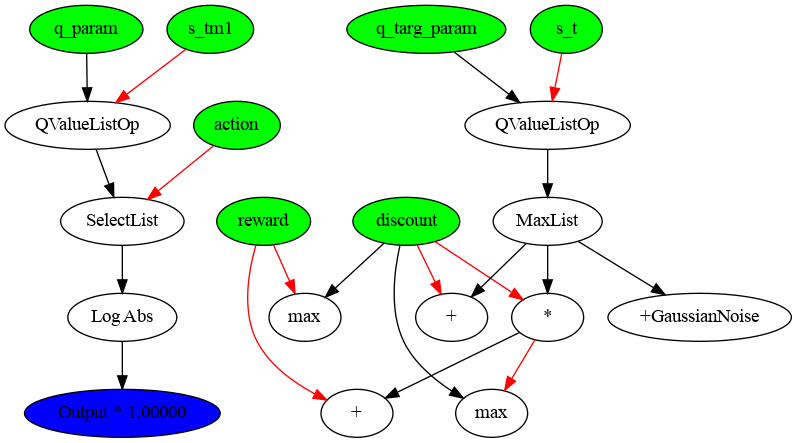 q_param
s_tm1
q_targ_param
s_t
QValueListOp
action
QValueListOp
SelectList
reward
discount
MaxList
Log Abs
max
+
*
+GaussianNoise
Output * 1.00000
+
max